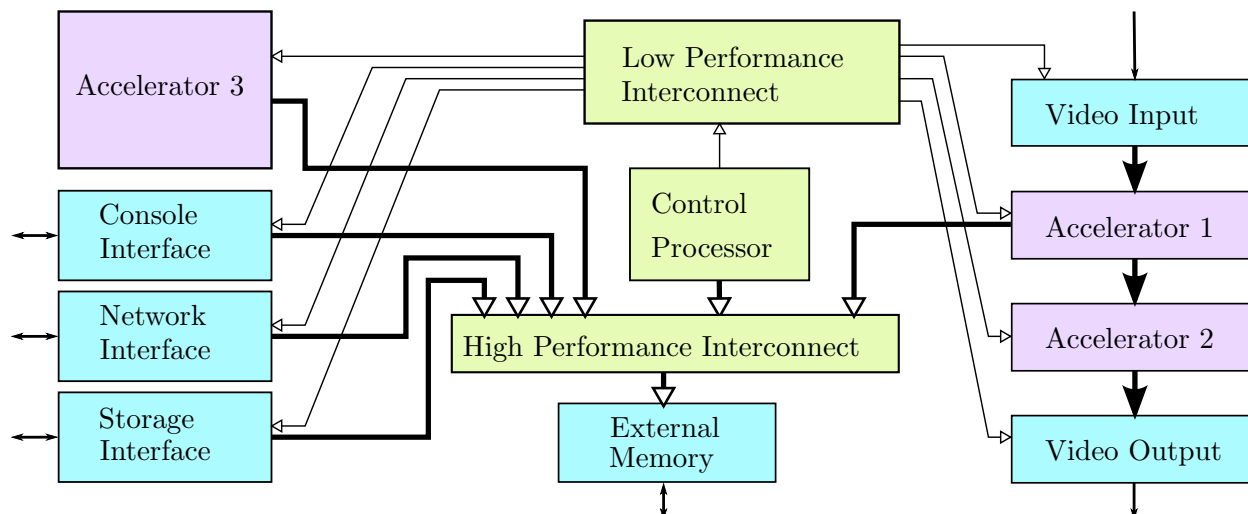 Accelerator 3
Low Performance
Interconnect
Video Input
Console
Interface
Control
Processor
Accelerator 1
Network
Interface
High Performance Interconnect
Accelerator 2
Storage
Interface
External
Memory
Video Output